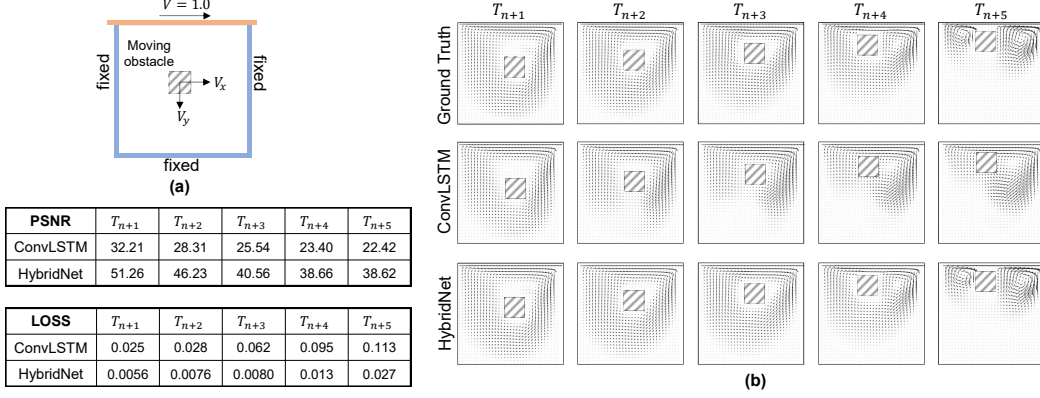 V = 1.0
Moving
obstacle
fixed
fixed
V_x
V_y
fixed
(a)
PSNR T_{n+1} T_{n+2} T_{n+3} T_{n+4} T_{n+5}
ConvLSTM 32.21 28.31 25.54 23.40 22.42
HybridNet 51.26 46.23 40.56 38.66 38.62
LOSS T_{n+1} T_{n+2} T_{n+3} T_{n+4} T_{n+5}
ConvLSTM 0.025 0.028 0.062 0.095 0.113
HybridNet 0.0056 0.0076 0.0080 0.013 0.027
T_{n+1} T_{n+2} T_{n+3} T_{n+4} T_{n+5}
Ground Truth
ConvLSTM
HybridNet
(b)